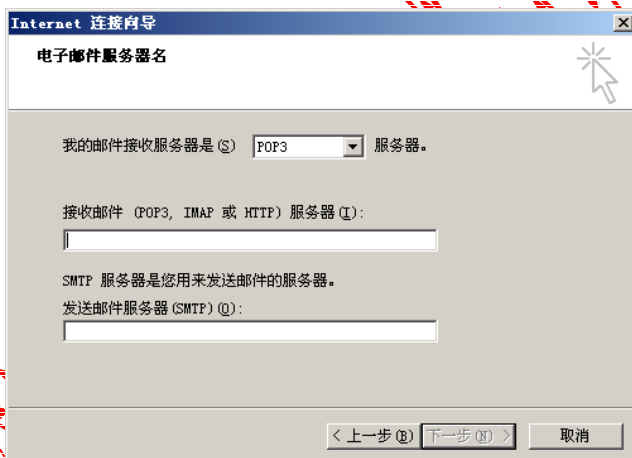 Internet 连接向导
电子邮件服务器名
我的邮件接收服务器是(S) POP3 服务器。
接收邮件 (POP3, IMAP 或 HTTP) 服务器(I):
SMTP 服务器是您用来发送邮件的服务器。
发送邮件服务器(SMTP)(O):
< 上一步(B) 下一步(N) > 取消